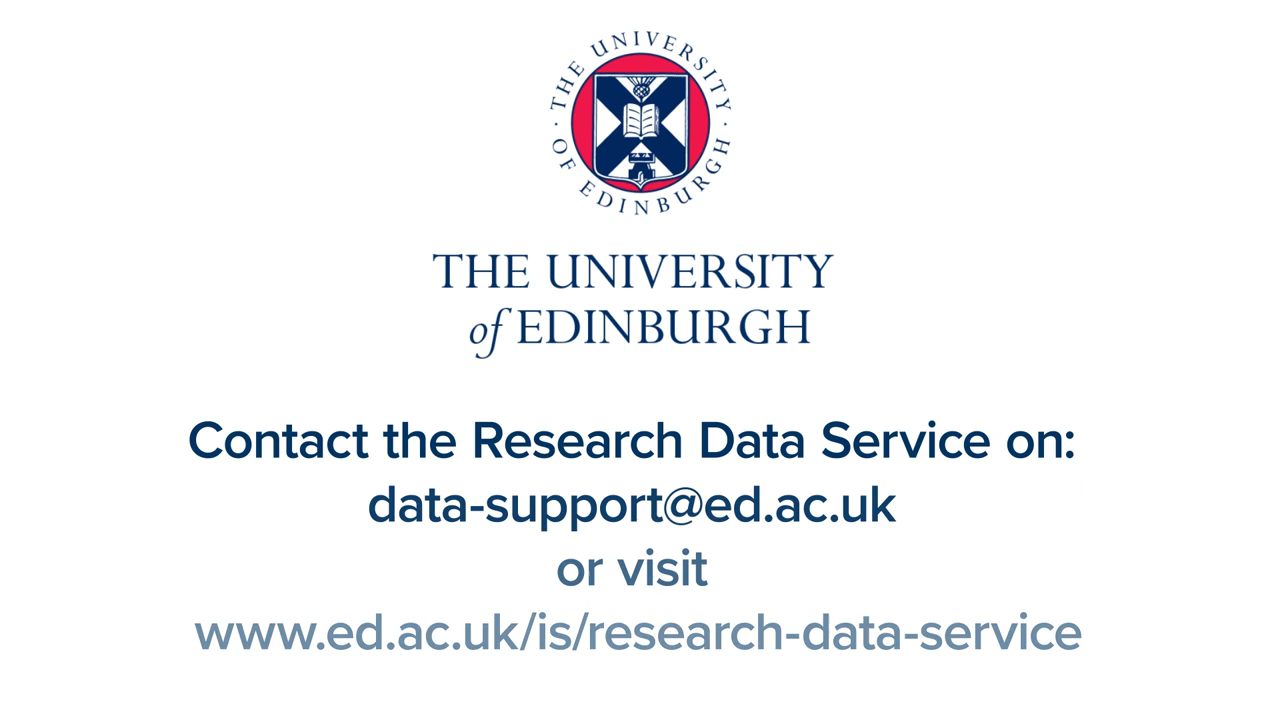 · THE UNIVERSITY ·
OF EDINBURGH
THE UNIVERSITY
of EDINBURGH
Contact the Research Data Service on:
data-support@ed.ac.uk
or visit
www.ed.ac.uk/is/research-data-service